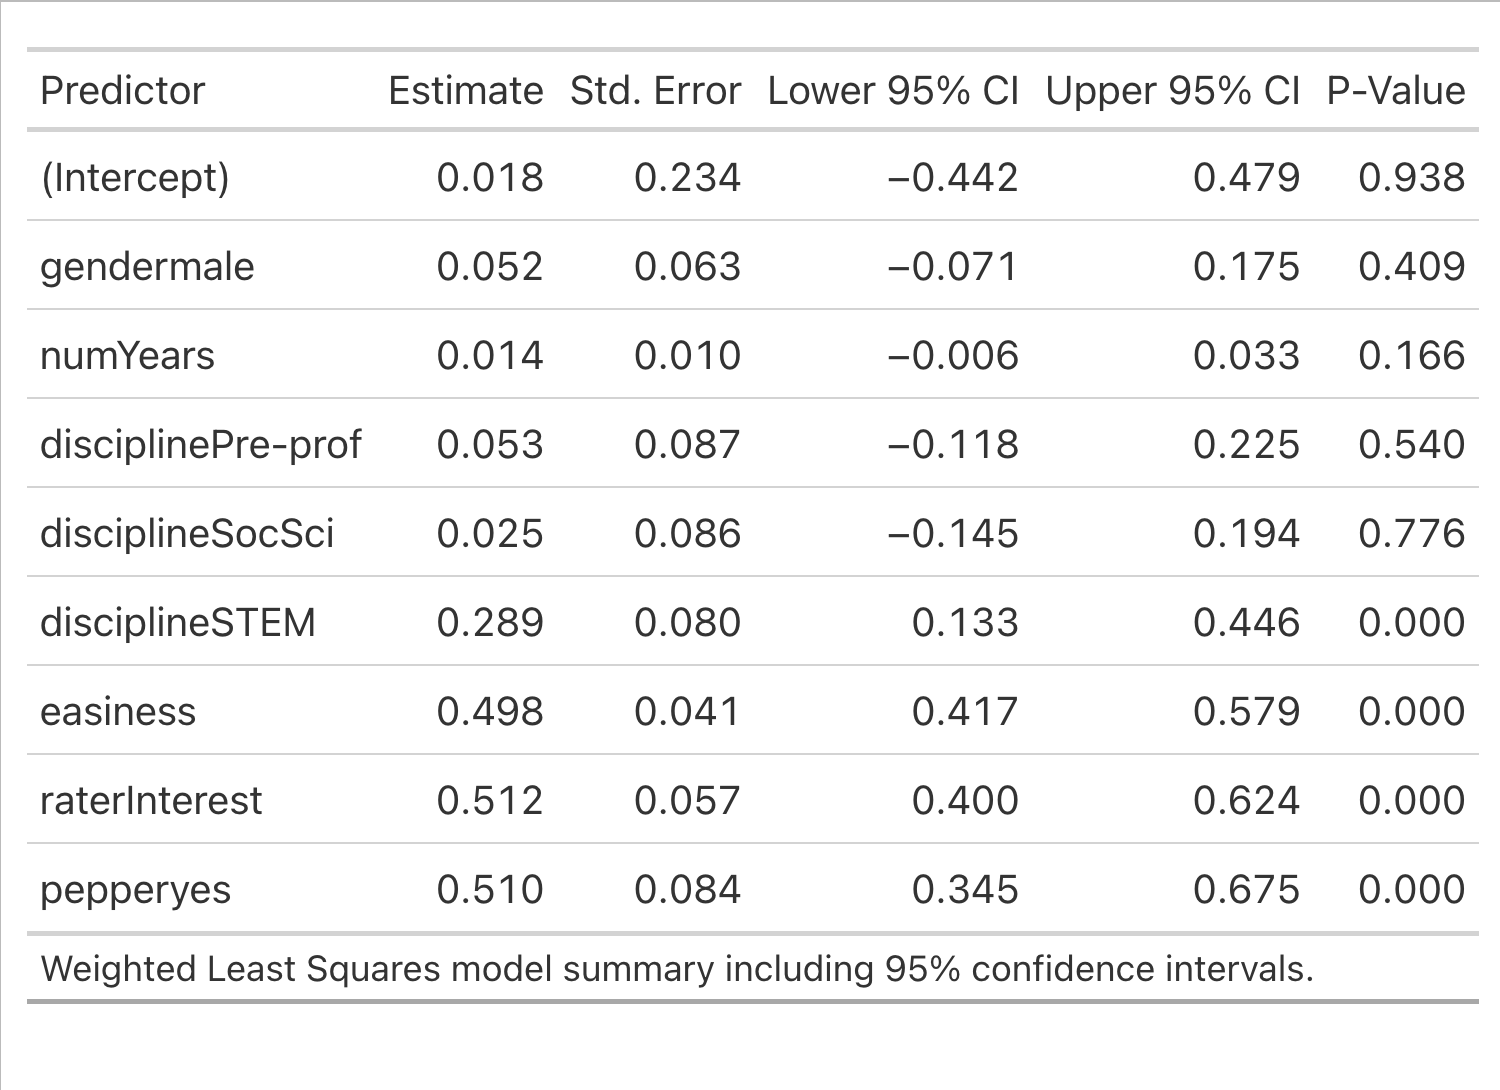 Predictor Estimate Std. Error Lower 95% CI Upper 95% CI P-Value
(Intercept) 0.018 0.234 −0.442 0.479 0.938
gendermale 0.052 0.063 −0.071 0.175 0.409
numYears 0.014 0.010 −0.006 0.033 0.166
disciplinePre-prof 0.053 0.087 −0.118 0.225 0.540
disciplineSocSci 0.025 0.086 −0.145 0.194 0.776
disciplineSTEM 0.289 0.080 0.133 0.446 0.000
easiness 0.498 0.041 0.417 0.579 0.000
raterInterest 0.512 0.057 0.400 0.624 0.000
pepperyes 0.510 0.084 0.345 0.675 0.000
Weighted Least Squares model summary including 95% confidence intervals.